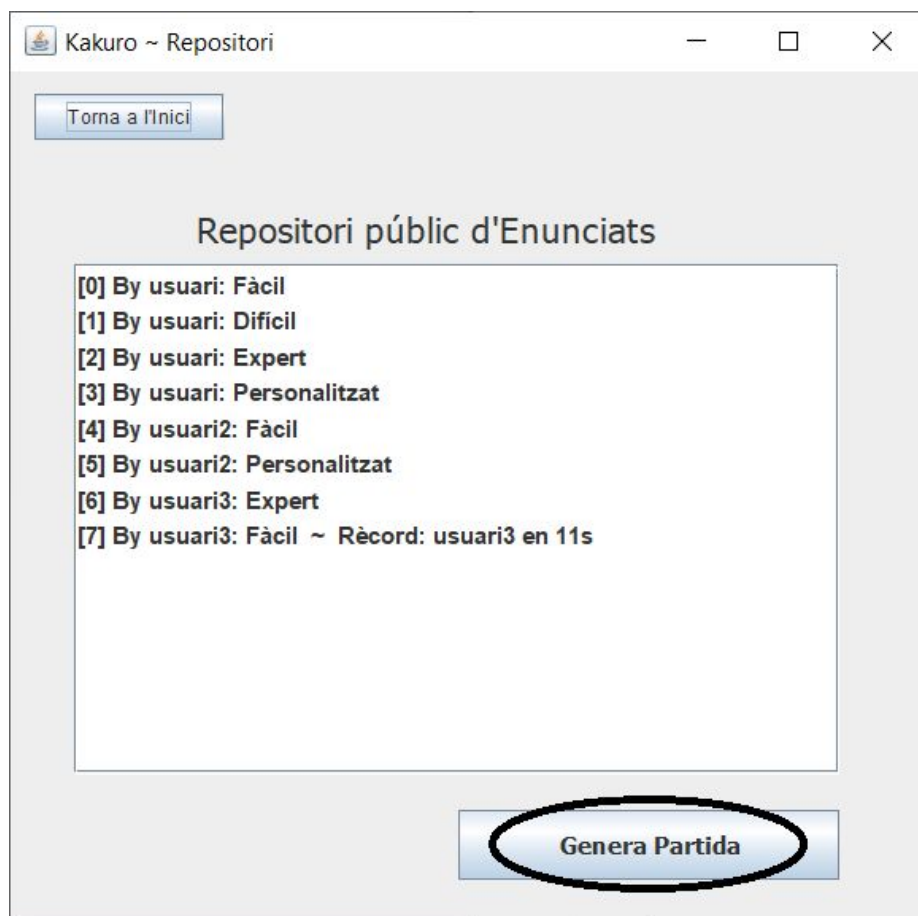 Kakuro ~ Repositori
Torna a l'Inici
Repositori públic d'Enunciats
[0] By usuari: Fàcil
[1] By usuari: Difícil
[2] By usuari: Expert
[3] By usuari: Personalitzat
[4] By usuari2: Fàcil
[5] By usuari2: Personalitzat
[6] By usuari3: Expert
[7] By usuari3: Fàcil ~ Rècord: usuari3 en 11s
Genera Partida